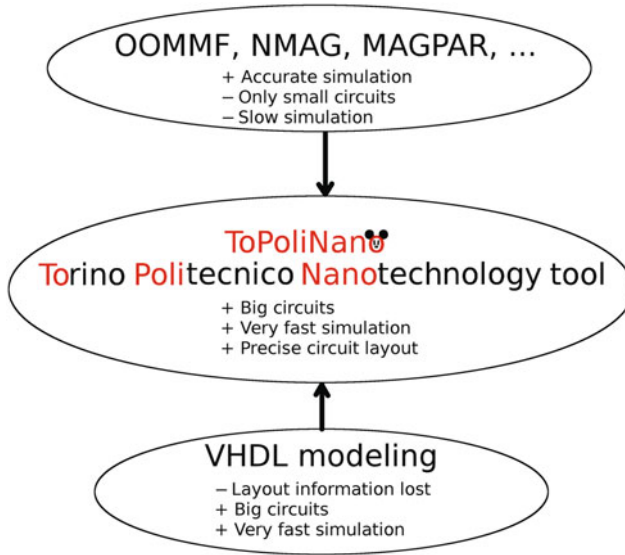 OOMMF, NMAG, MAGPAR, ...
+ Accurate simulation
− Only small circuits
− Slow simulation
ToPoliNano
Torino Politecnico Nanotechnology tool
+ Big circuits
+ Very fast simulation
+ Precise circuit layout
VHDL modeling
− Layout information lost
+ Big circuits
+ Very fast simulation